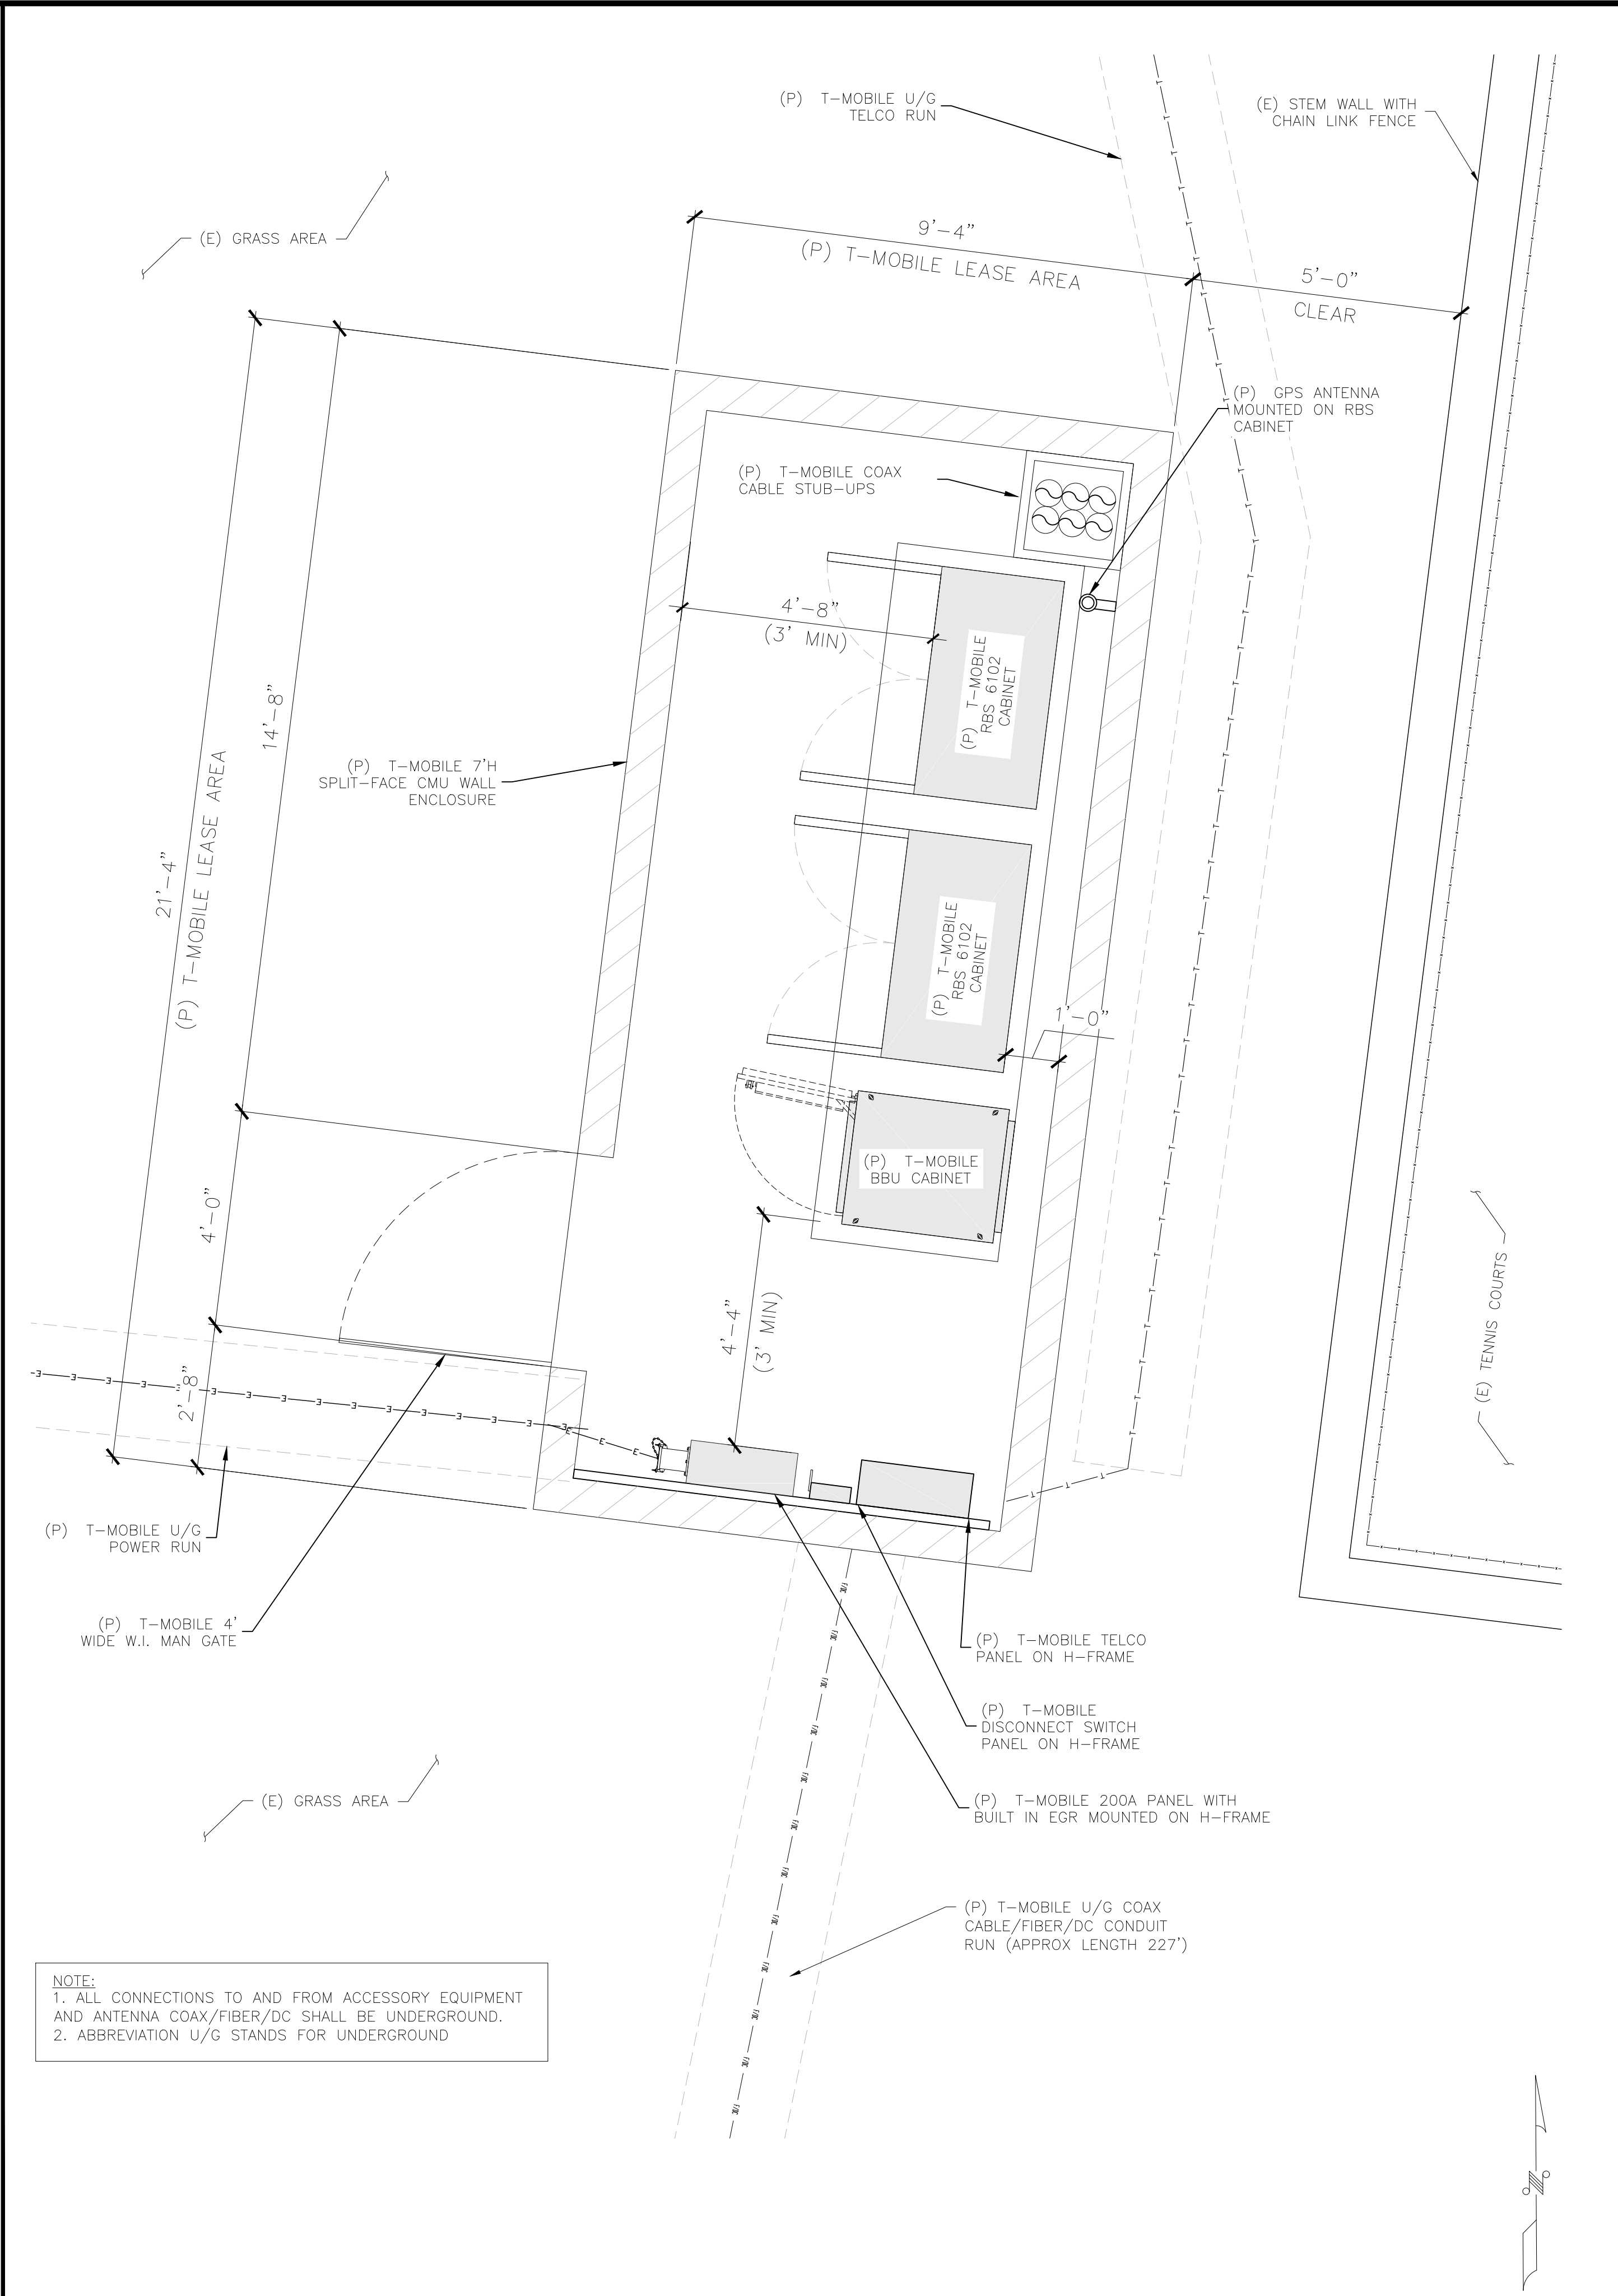 (P) T-MOBILE U/G
TELCO RUN
(E) STEM WALL WITH
CHAIN LINK FENCE
(E) GRASS AREA
9'-4"
(P) T-MOBILE LEASE AREA
5'-0"
CLEAR
(P) GPS ANTENNA
MOUNTED ON RBS
CABINET
(P) T-MOBILE COAX
CABLE STUB-UPS
4'-8"
(3' MIN)
(P) T-MOBILE
RBS 6102
CABINET
14'-8"
(P) T-MOBILE 7'H
SPLIT-FACE CMU WALL
ENCLOSURE
21'-4"
(P) T-MOBILE LEASE AREA
(P) T-MOBILE
RBS 6102
CABINET
1'-0"
(P) T-MOBILE
BBU CABINET
4'-0"
4'-4"
(3' MIN)
(E) TENNIS COURTS
2'-8"
(P) T-MOBILE U/G
POWER RUN
(P) T-MOBILE 4'
WIDE W.I. MAN GATE
(P) T-MOBILE TELCO
PANEL ON H-FRAME
(P) T-MOBILE
DISCONNECT SWITCH
PANEL ON H-FRAME
(P) T-MOBILE 200A PANEL WITH
BUILT IN EGR MOUNTED ON H-FRAME
(E) GRASS AREA
(P) T-MOBILE U/G COAX
CABLE/FIBER/DC CONDUIT
RUN (APPROX LENGTH 227')
NOTE:
1. ALL CONNECTIONS TO AND FROM ACCESSORY EQUIPMENT
AND ANTENNA COAX/FIBER/DC SHALL BE UNDERGROUND.
2. ABBREVIATION U/G STANDS FOR UNDERGROUND
N